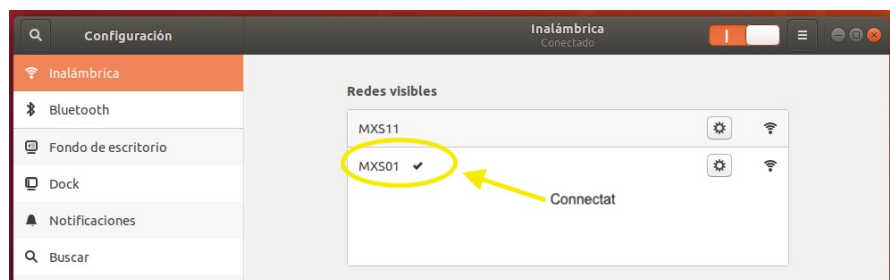 Configuración
Inalámbrica
Conectado
Inalámbrica
Bluetooth
Fondo de escritorio
Dock
Notificaciones
Buscar
Redes visibles
MXS11
MXS01
Connectat